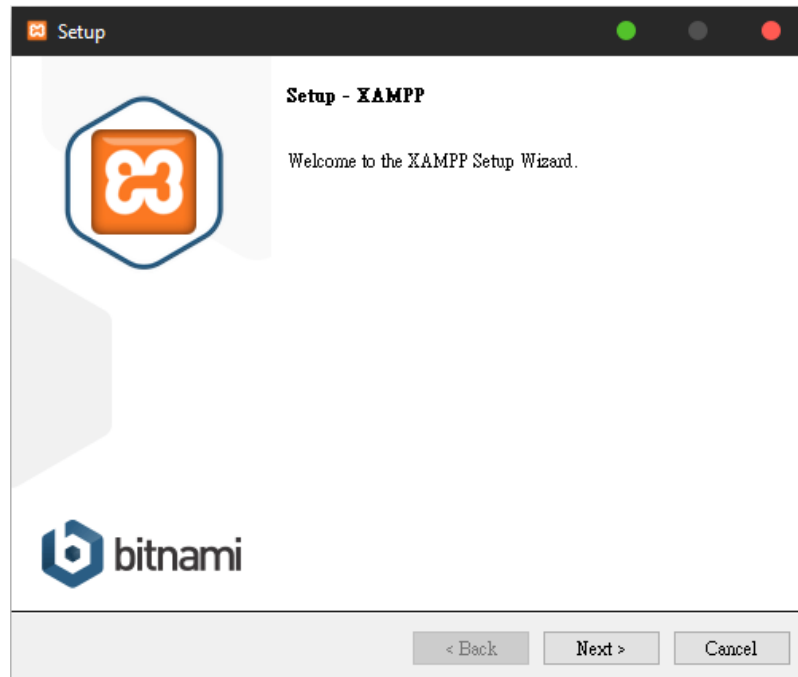 Setup
Setup - XAMPP
Welcome to the XAMPP Setup Wizard.
bitnami
< Back
Next >
Cancel